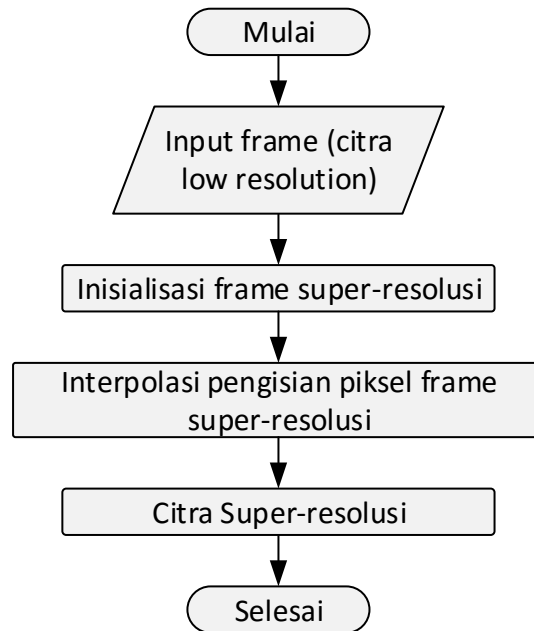 Mulai
Input frame (citra
low resolution)
Inisialisasi frame super-resolusi
Interpolasi pengisian piksel frame
super-resolusi
Citra Super-resolusi
Selesai